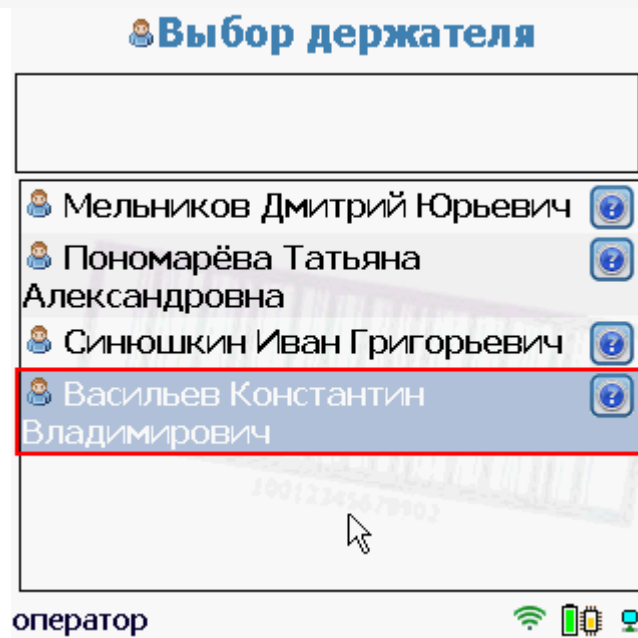 Выбор держателя
Мельников Дмитрий Юрьевич
Пономарёва Татьяна
Александровна
Синюшкин Иван Григорьевич
Васильев Константин
Владимирович
оператор